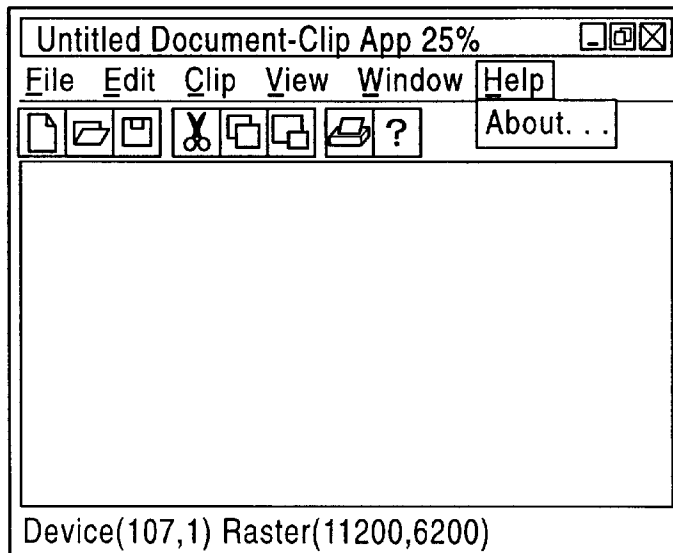 Untitled Document-Clip App 25%
File Edit Clip View Window Help
?
About. . .
Device(107,1) Raster(11200,6200)